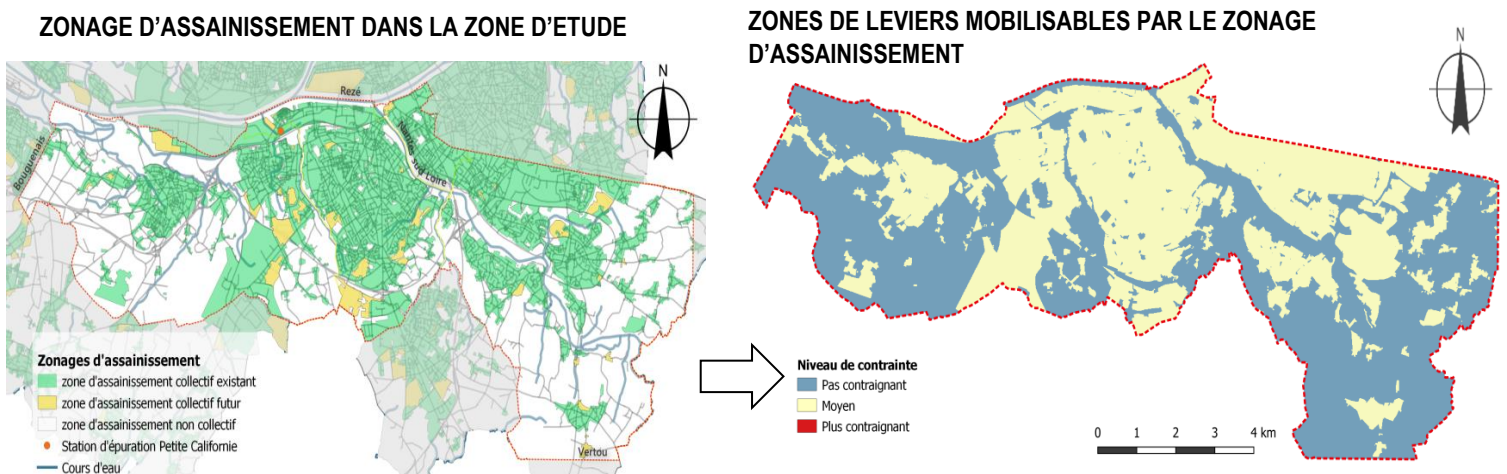 ZONAGE D'ASSAINISSEMENT DANS LA ZONE D'ETUDE
N
Rezé
Bouguenais
Nantes sud Loire
Vertou
Zonages d'assainissement
zone d'assainissement collectif existant
zone d'assainissement collectif futur
zone d'assainissement non collectif
Station d'épuration Petite Californie
Cours d'eau
ZONES DE LEVIERS MOBILISABLES PAR LE ZONAGE
D'ASSAINISSEMENT
N
Niveau de contrainte
Pas contraignant
Moyen
Plus contraignant
0 1 2 3 4 km